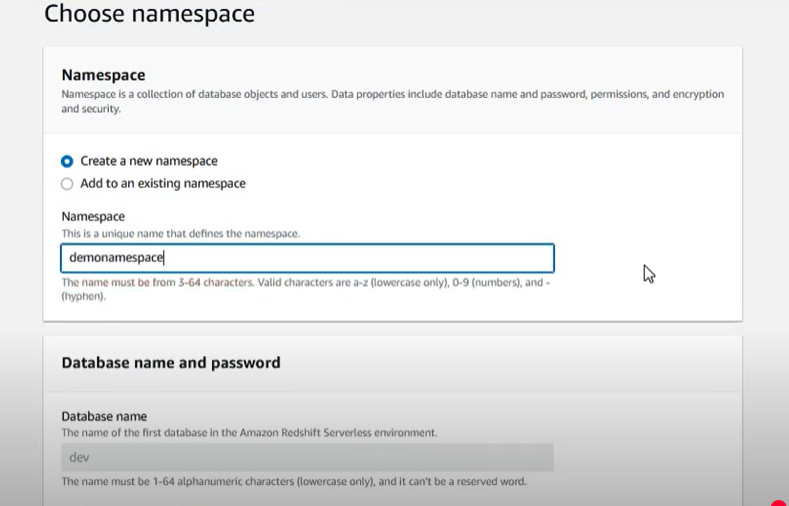 Choose namespace
Namespace
Namespace is a collection of database objects and users. Data properties include database name and password, permissions, and encryption
and security.
Create a new namespace
Add to an existing namespace
Namespace
This is a unique name that defines the namespace.
demonamespace
The name must be from 3-64 characters. Valid characters are a-z (lowercase only), 0-9 (numbers), and -
(hyphen).
Database name and password
Database name
The name of the first database in the Amazon Redshift Serverless environment.
dev
The name must be 1-64 alphanumeric characters (lowercase only), and it can't be a reserved word.